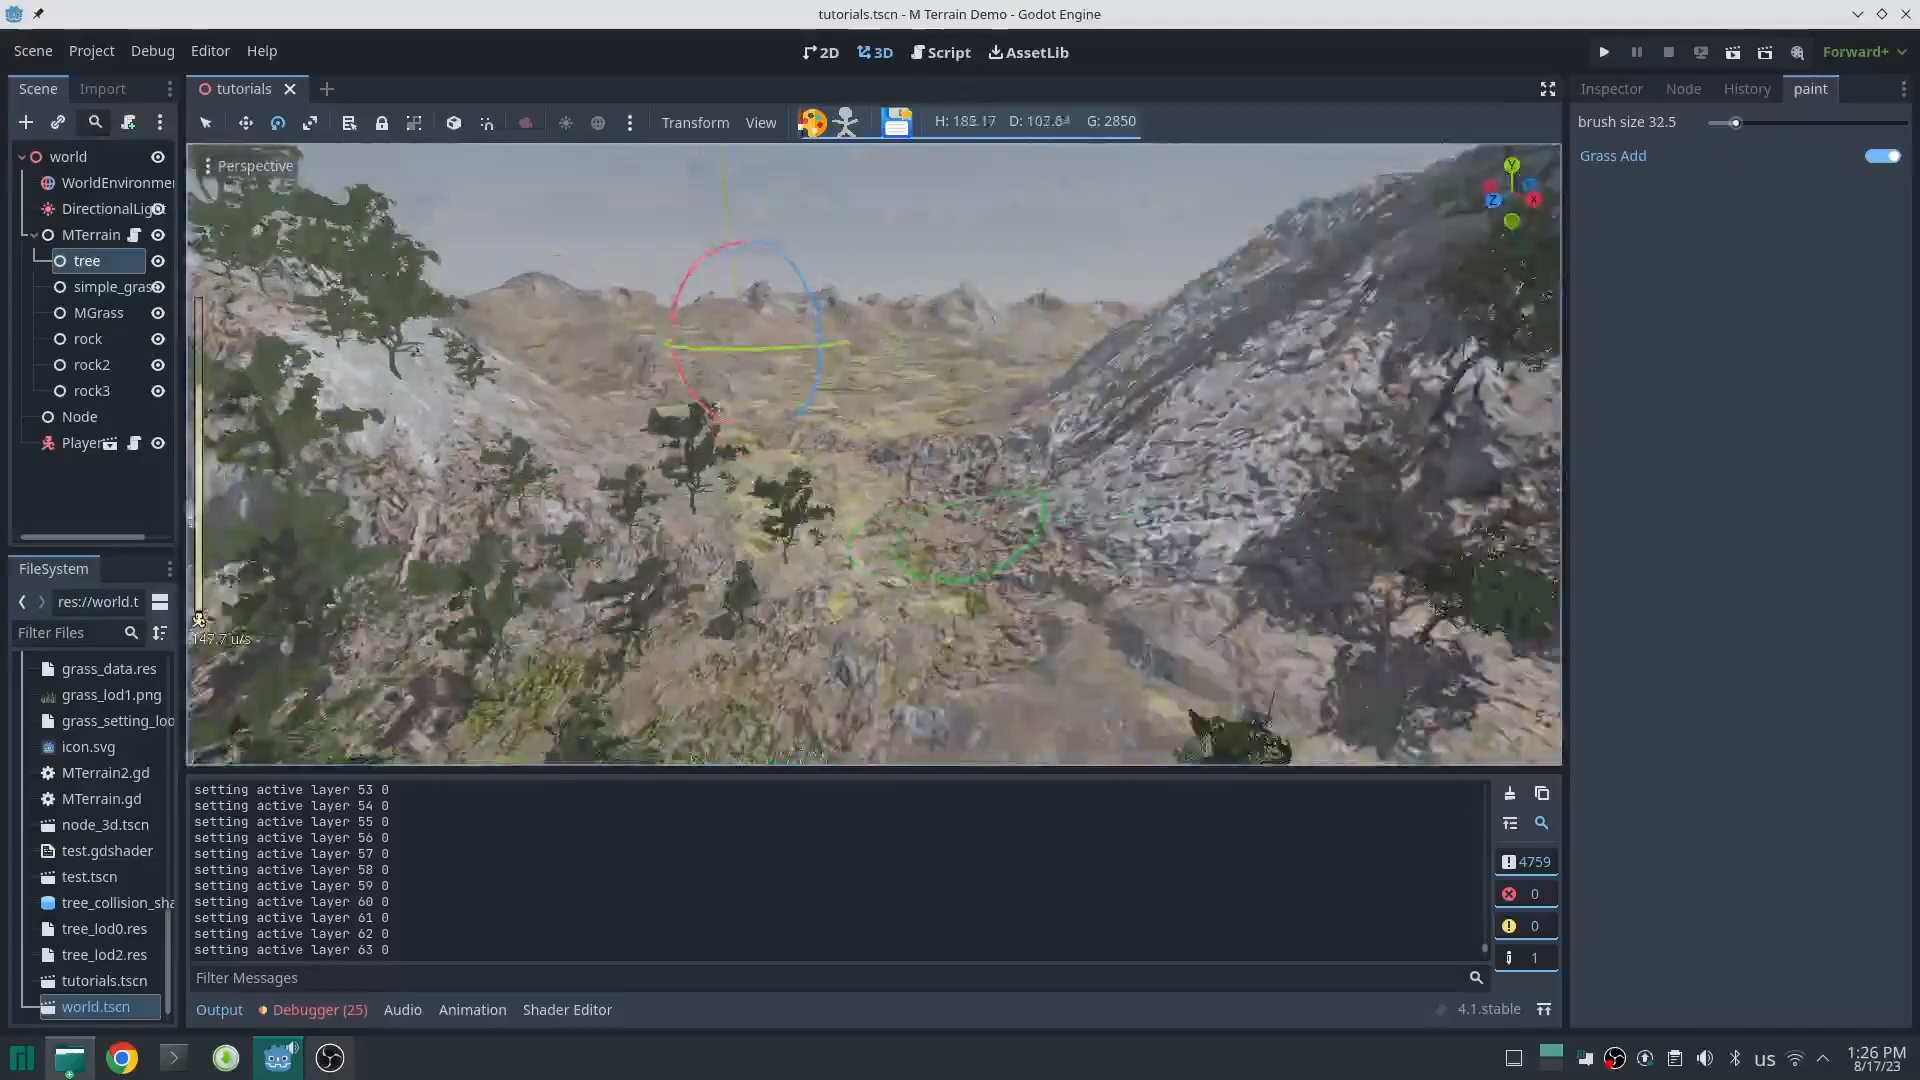 tutorials.tscn - M Terrain Demo - Godot Engine
Scene Project Debug Editor Help
2D 3D Script AssetLib
Forward+
Scene Import
tutorials
Inspector Node History paint
Transform View
G: 2850
brush size 32.5
Grass Add
Perspective
Y
Z X
world
WorldEnvironme
DirectionalLig
MTerrain
tree
simple_gras
MGrass
rock
rock2
rock3
Node
Player
147.7 u/s
FileSystem
res://world.t
Filter Files
grass_data.res
grass_lod1.png
grass_setting_lod
icon.svg
MTerrain2.gd
MTerrain.gd
node_3d.tscn
test.gdshader
test.tscn
tree_collision_sha
tree_lod0.res
tree_lod2.res
tutorials.tscn
world.tscn
setting active layer 53 0
setting active layer 54 0
setting active layer 55 0
setting active layer 56 0
setting active layer 57 0
setting active layer 58 0
setting active layer 59 0
setting active layer 60 0
setting active layer 61 0
setting active layer 62 0
setting active layer 63 0
4759
0
0
1
Filter Messages
Output Debugger (25) Audio Animation Shader Editor
4.1.stable
us
1:26 PM
8/17/23